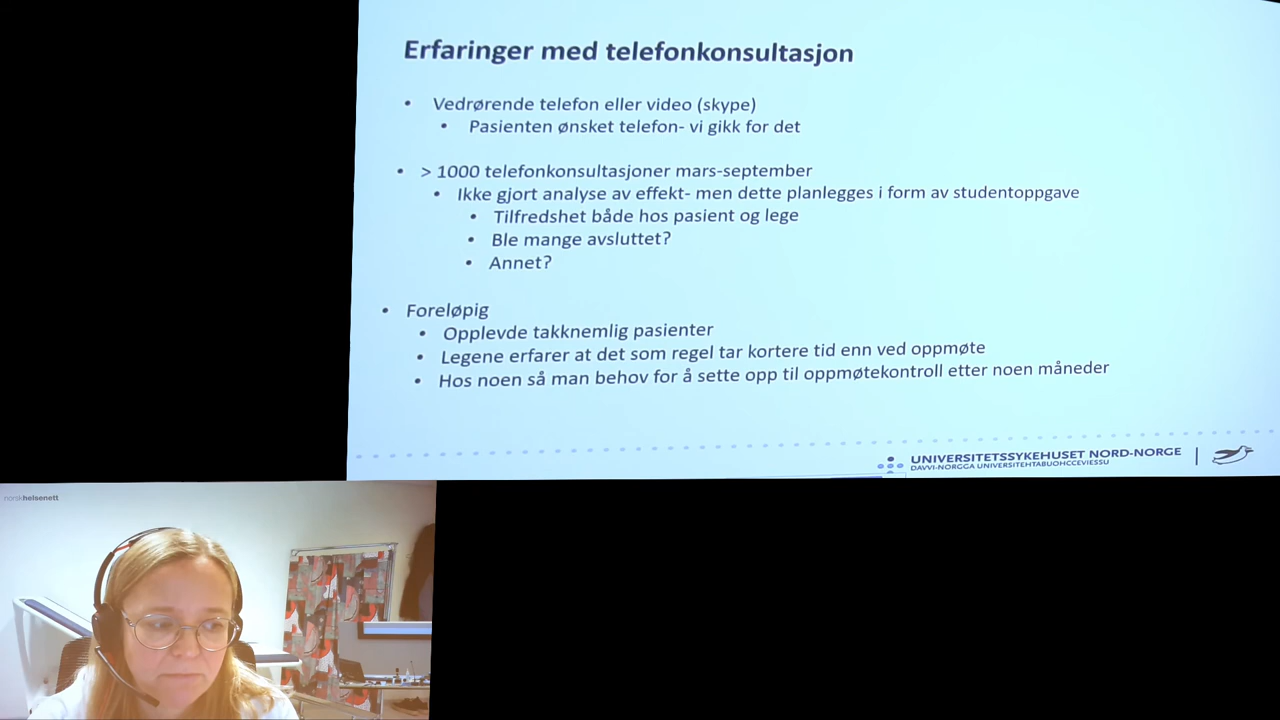 Erfaringer med telefonkonsultasjon
• Vedrørende telefon eller video (skype)
• Pasienten ønsket telefon- vi gikk for det
• > 1000 telefonkonsultasjoner mars-september
• Ikke gjort analyse av effekt- men dette planlegges i form av studentoppgave
• Tilfredshet både hos pasient og lege
• Ble mange avsluttet?
• Annet?
• Foreløpig
• Opplevde takknemlig pasienter
• Legene erfarer at det som regel tar kortere tid enn ved oppmøte
• Hos noen så man behov for å sette opp til oppmøtekontroll etter noen måneder
UNIVERSITETSSYKEHUSET NORD-NORGE
DAVVI-NORGGA UNIVERSITEHTABUOHCCEVIESSU
norskhelsenett